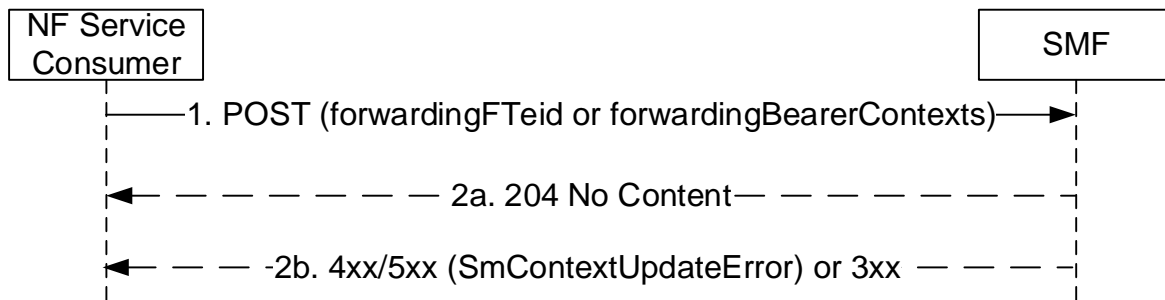 NF Service
Consumer
SMF
1. POST (forwardingFTeid or forwardingBearerContexts)
2a. 204 No Content
2b. 4xx/5xx (SmContextUpdateError) or 3xx